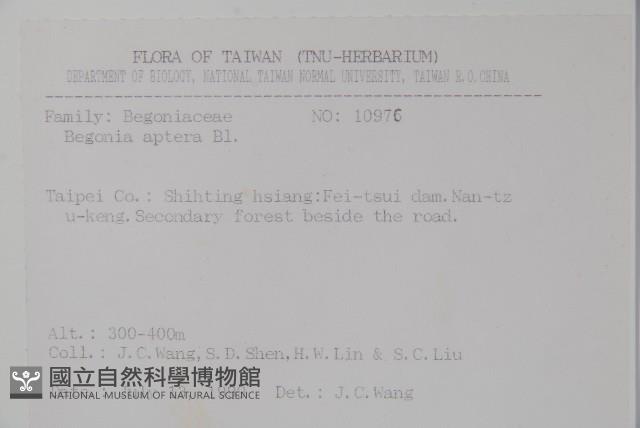 FLORA OF TAIWAN (TNU-HERBARIUM)
DEPARTMENT OF BIOLOGY, NATIONAL TAIWAN NORMAL UNIVERSITY, TAIWAN R.O.CHINA
Family: Begoniaceae NO: 10976
Begonia aptera Bl.
Taipei Co.: Shihting hsiang:Fei-tsui dam.Nan-tz
u-keng.Secondary forest beside the road.
Alt.: 300-400m
Coll.: J.C.Wang,S.D.Shen,H.W.Lin & S.C.Liu
國立自然科學博物館
NATIONAL MUSEUM OF NATURAL SCIENCE
Det.: J.C.Wang